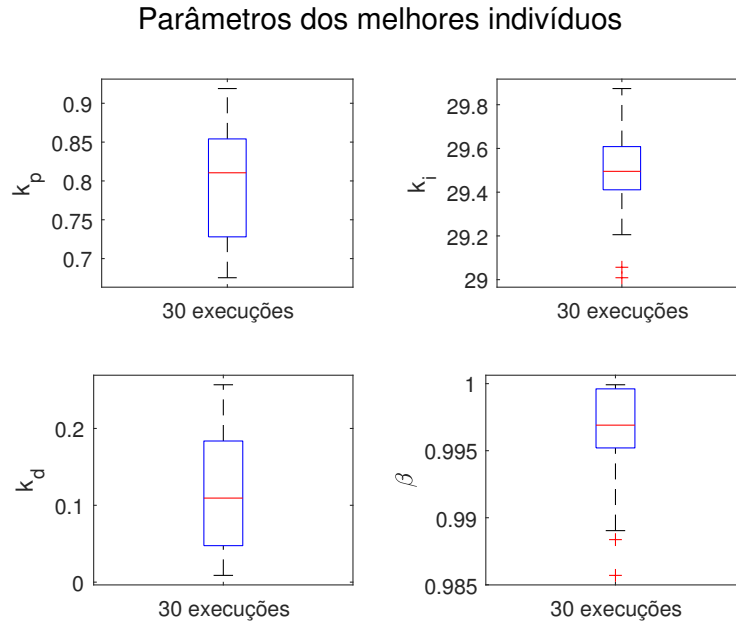 Parâmetros dos melhores indivíduos
0.9
0.85
0.8
0.75
0.7
k_p
30 execuções
29.8
29.6
29.4
29.2
29
k_i
30 execuções
0.2
0.1
0
k_d
30 execuções
1
0.995
0.99
0.985
β
30 execuções